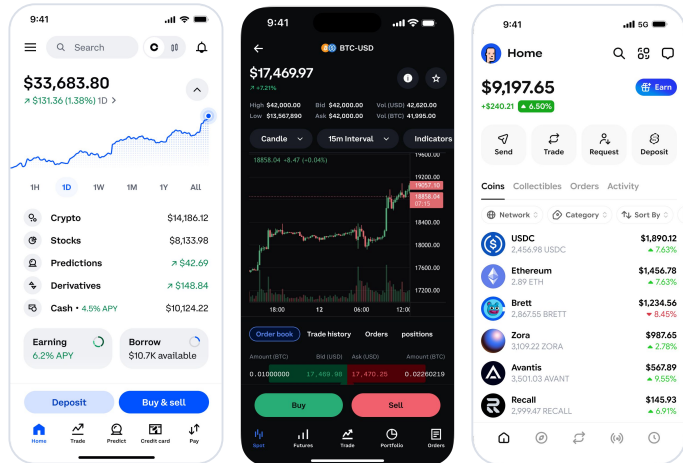 9:41
Search
$33,683.80
↗ $131.36 (1.38%) 1D >
1H 1D 1W 1M 1Y All
Crypto $14,186.12
Stocks $8,133.98
Predictions ↗ $42.69
Derivatives ↗ $148.84
Cash • 4.5% APY $10,124.22
Earning
6.2% APY
Borrow
$10.7K available
Deposit Buy & sell
Home Trade Predict Credit card Pay
9:41
BTC-USD
$17,469.97
↗ +7.21%
High $42,000.00 Bid $42,000.00 Vol (USD) 42,620.00
Low $13,567,890 Ask $42,000.00 Vol (BTC) 41,995.00
Candle 15m Interval Indicators
18858.04 +8.47 (+0.04%)
19600.00
19200.00
19057.10
18858.04
07:15
18400.00
18000.00
17600.00
17200.00
18:00 12 06:00 12:0
Order book Trade history Orders positions
Amount (BTC) Bid (USD) Ask (USD) Amount (BTC)
0.01000000 17,469.98 17,470.25 0.02260219
Buy Sell
Spot Futures Trade Portfolio Orders
9:41 5G
Home
$9,197.65
+$240.21 6.50%
Earn
Send Trade Request Deposit
Coins Collectibles Orders Activity
Network Category Sort By
USDC $1,890.12
2,456.98 USDC 7.63%
Ethereum $1,456.78
2.89 ETH 7.63%
Brett $1,234.56
2,867.55 BRETT 8.45%
Zora $987.65
3,109.22 ZORA 2.78%
Avantis $567.89
3,501.03 AVANT 9.55%
Recall $145.93
2,999.47 RECALL 6.91%